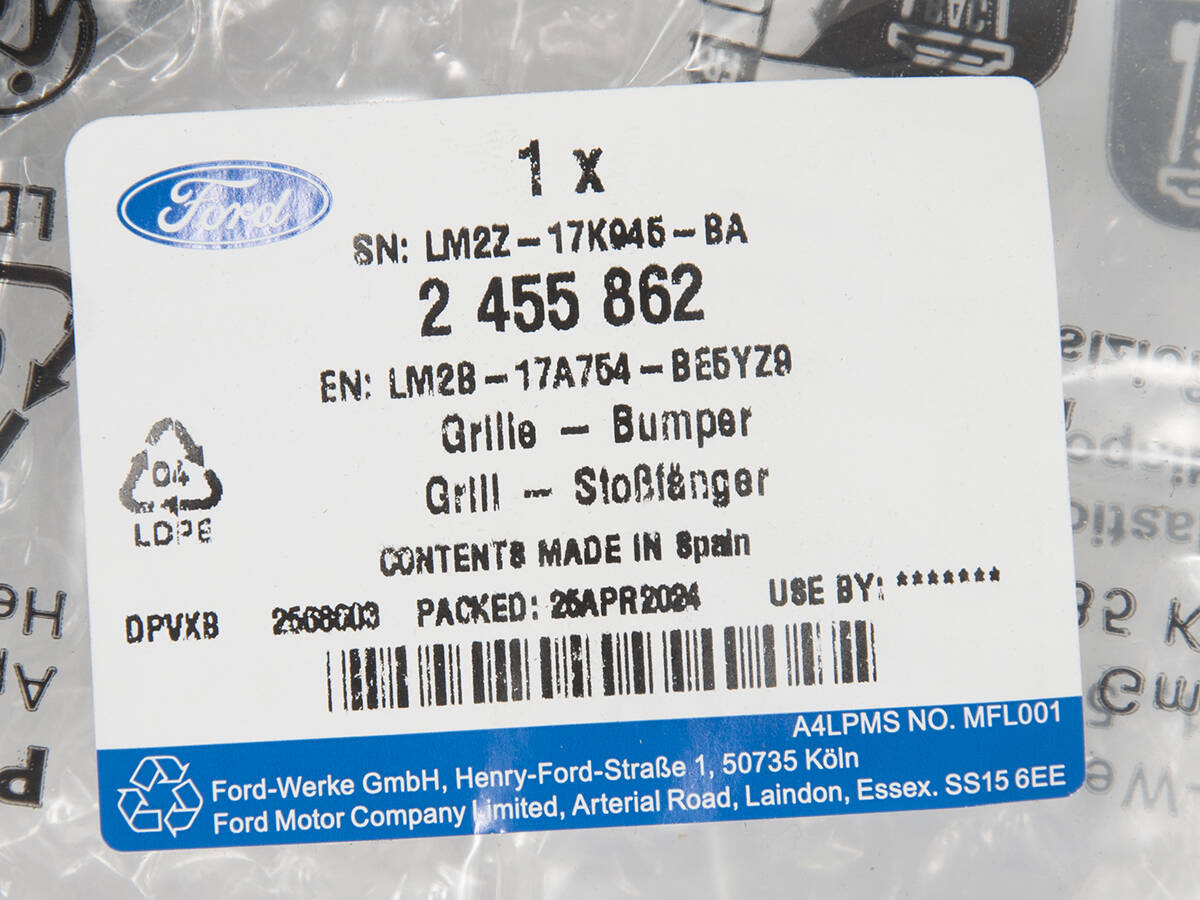 Ford
1 x
SN: LM2Z-17K945-BA
2 455 862
EN: LM2B-17A754-BE5YZ9
Grille - Bumper
Grill - Stoßfänger
04
LDPE
CONTENTS MADE IN Spain
DPVXB PACKED: APR2024 USE BY: *******
A4LPMS NO. MFL001
Ford-Werke GmbH, Henry-Ford-Straße 1, 50735 Köln
Ford Motor Company Limited, Arterial Road, Laindon, Essex. SS15 6EE